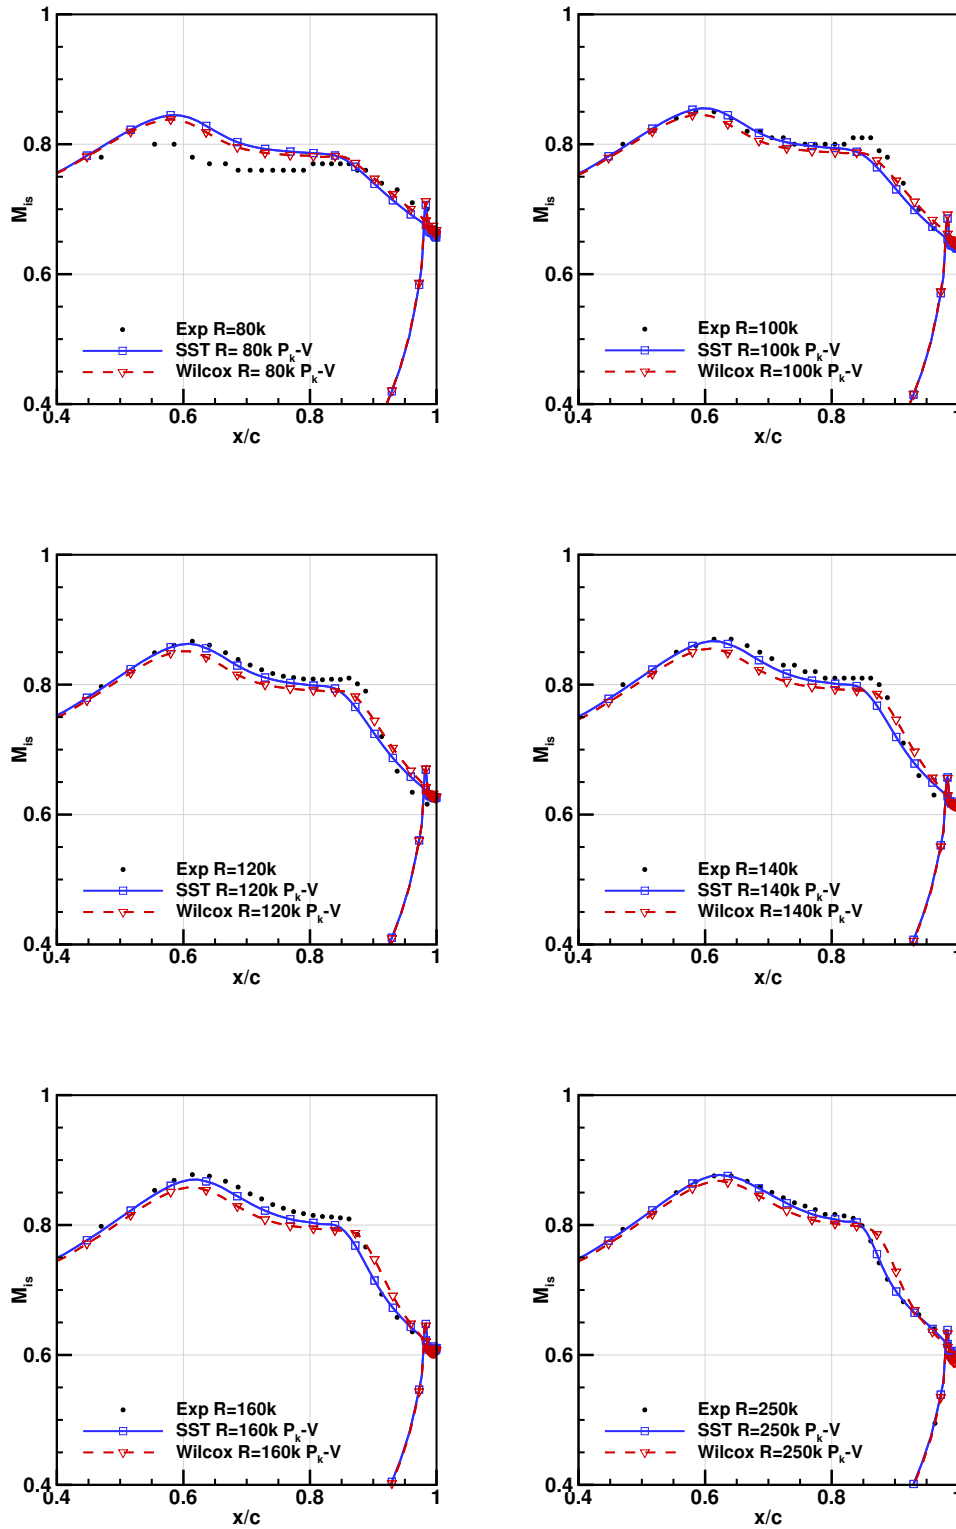 1
0.8
0.6
0.4
M_is
Exp R=80k
SST R= 80k P_k-V
Wilcox R= 80k P_k-V
0.4 0.6 0.8 1
x/c
1
0.8
0.6
0.4
M_is
Exp R=100k
SST R=100k P_k-V
Wilcox R=100k P_k-V
0.4 0.6 0.8 1
x/c
1
0.8
0.6
0.4
M_is
Exp R=120k
SST R=120k P_k-V
Wilcox R=120k P_k-V
0.4 0.6 0.8 1
x/c
1
0.8
0.6
0.4
M_is
Exp R=140k
SST R=140k P_k-V
Wilcox R=140k P_k-V
0.4 0.6 0.8 1
x/c
1
0.8
0.6
0.4
M_is
Exp R=160k
SST R=160k P_k-V
Wilcox R=160k P_k-V
0.4 0.6 0.8 1
x/c
1
0.8
0.6
0.4
M_is
Exp R=250k
SST R=250k P_k-V
Wilcox R=250k P_k-V
0.4 0.6 0.8 1
x/c